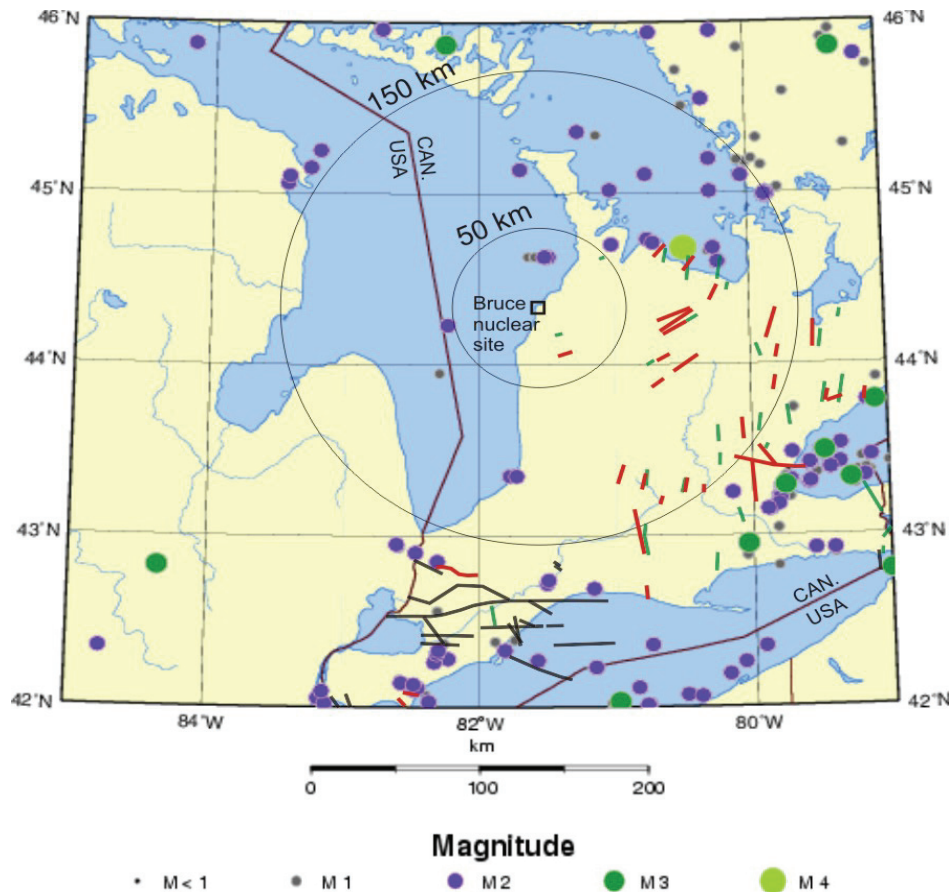 46˚N
46˚N
150 km
CAN.
USA
45˚N
45˚N
50 km
Bruce
nuclear
site
44˚N
44˚N
43˚N
43˚N
CAN.
USA
42˚N
42˚N
84˚W
82˚W
80˚W
km
0
100
200
Magnitude
M < 1
M 1
M 2
M 3
M 4